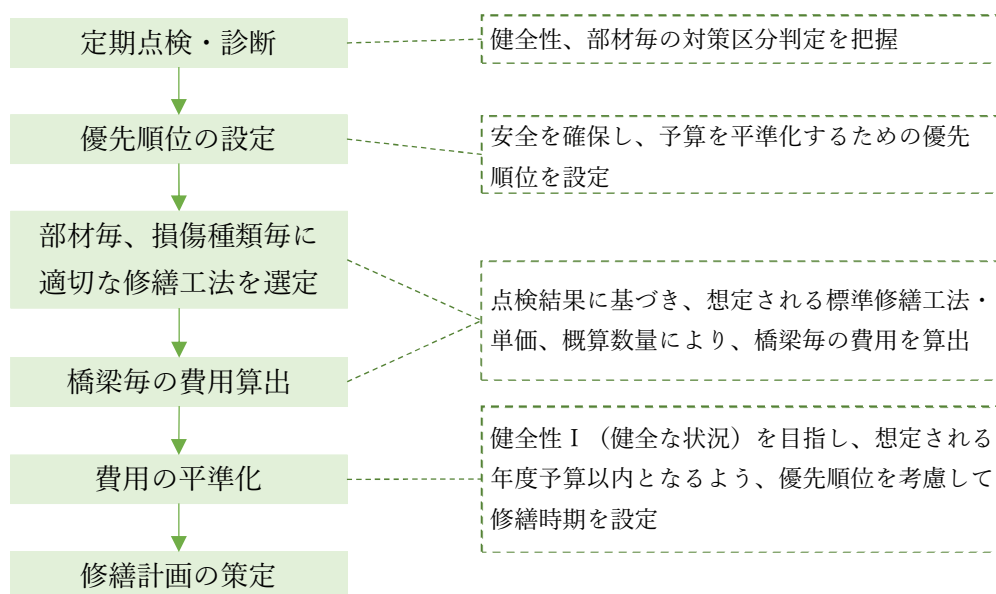 定期点検・診断
健全性、部材毎の対策区分判定を把握
優先順位の設定
安全を確保し、予算を平準化するための優先
順位を設定
部材毎、損傷種類毎に
適切な修繕工法を選定
点検結果に基づき、想定される標準修繕工法・
単価、概算数量により、橋梁毎の費用を算出
橋梁毎の費用算出
健全性Ⅰ（健全な状況）を目指し、想定される
年度予算以内となるよう、優先順位を考慮して
修繕時期を設定
費用の平準化
修繕計画の策定